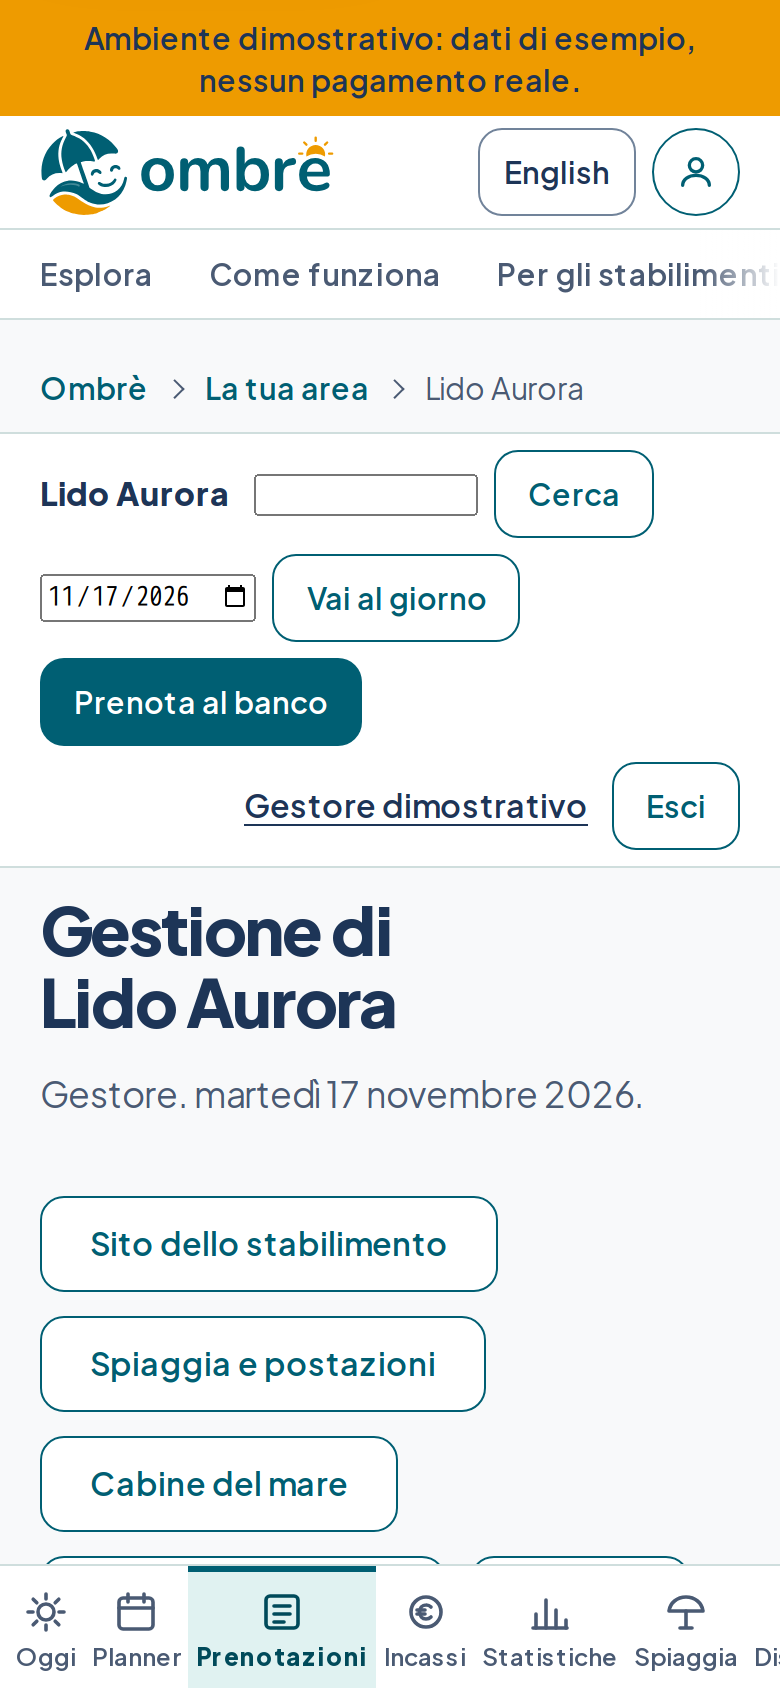 Ambiente dimostrativo: dati di esempio,
nessun pagamento reale.
ombrè
English
Esplora
Come funziona
Per gli stabilimenti
Ombrè
La tua area
Lido Aurora
Lido Aurora
Cerca
11/17/2026
Vai al giorno
Prenota al banco
Gestore dimostrativo
Esci
Gestione di
Lido Aurora
Gestore. martedì 17 novembre 2026.
Sito dello stabilimento
Spiaggia e postazioni
Cabine del mare
Oggi
Planner
Prenotazioni
Incassi
Statistiche
Spiaggia